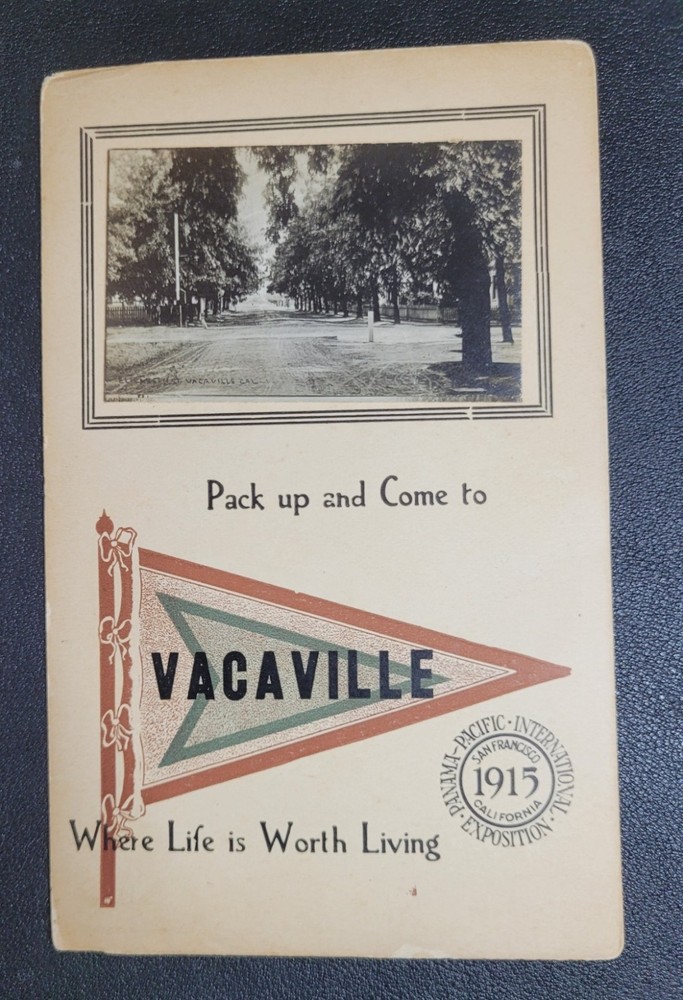 VACAVILLE CAL
Pack up and Come to
VACAVILLE
PANAMA-PACIFIC·INTERNATIONAL
·EXPOSITION·
SAN FRANCISCO
1915
CALIFORNIA
Where Life is Worth Living